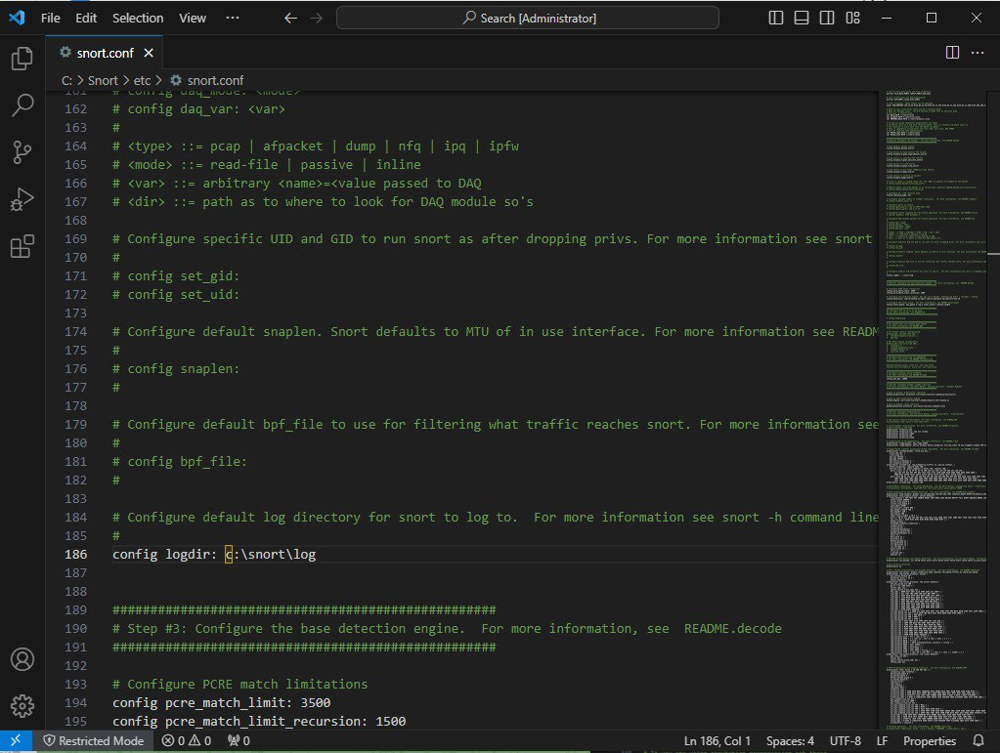 File Edit Selection View ··· Search [Administrator]
snort.conf
C: > Snort > etc > snort.conf
161 # config daq_mode: <mode>
162 # config daq_var: <var>
163 #
164 # <type> ::= pcap | afpacket | dump | nfq | ipq | ipfw
165 # <mode> ::= read-file | passive | inline
166 # <var> ::= arbitrary <name>=<value passed to DAQ
167 # <dir> ::= path as to where to look for DAQ module so's
168
169 # Configure specific UID and GID to run snort as after dropping privs. For more information see snort
170 #
171 # config set_gid:
172 # config set_uid:
173
174 # Configure default snaplen. Snort defaults to MTU of in use interface. For more information see READM
175 #
176 # config snaplen:
177 #
178
179 # Configure default bpf_file to use for filtering what traffic reaches snort. For more information see
180 #
181 # config bpf_file:
182 #
183
184 # Configure default log directory for snort to log to.  For more information see snort -h command line
185 #
186 config logdir: c:\snort\log
187
188
189 ###################################################
190 # Step #3: Configure the base detection engine.  For more information, see  README.decode
191 ###################################################
192
193 # Configure PCRE match limitations
194 config pcre_match_limit: 3500
195 config pcre_match_limit_recursion: 1500
Restricted Mode 0 0 0 Ln 186, Col 1 Spaces: 4 UTF-8 LF Properties